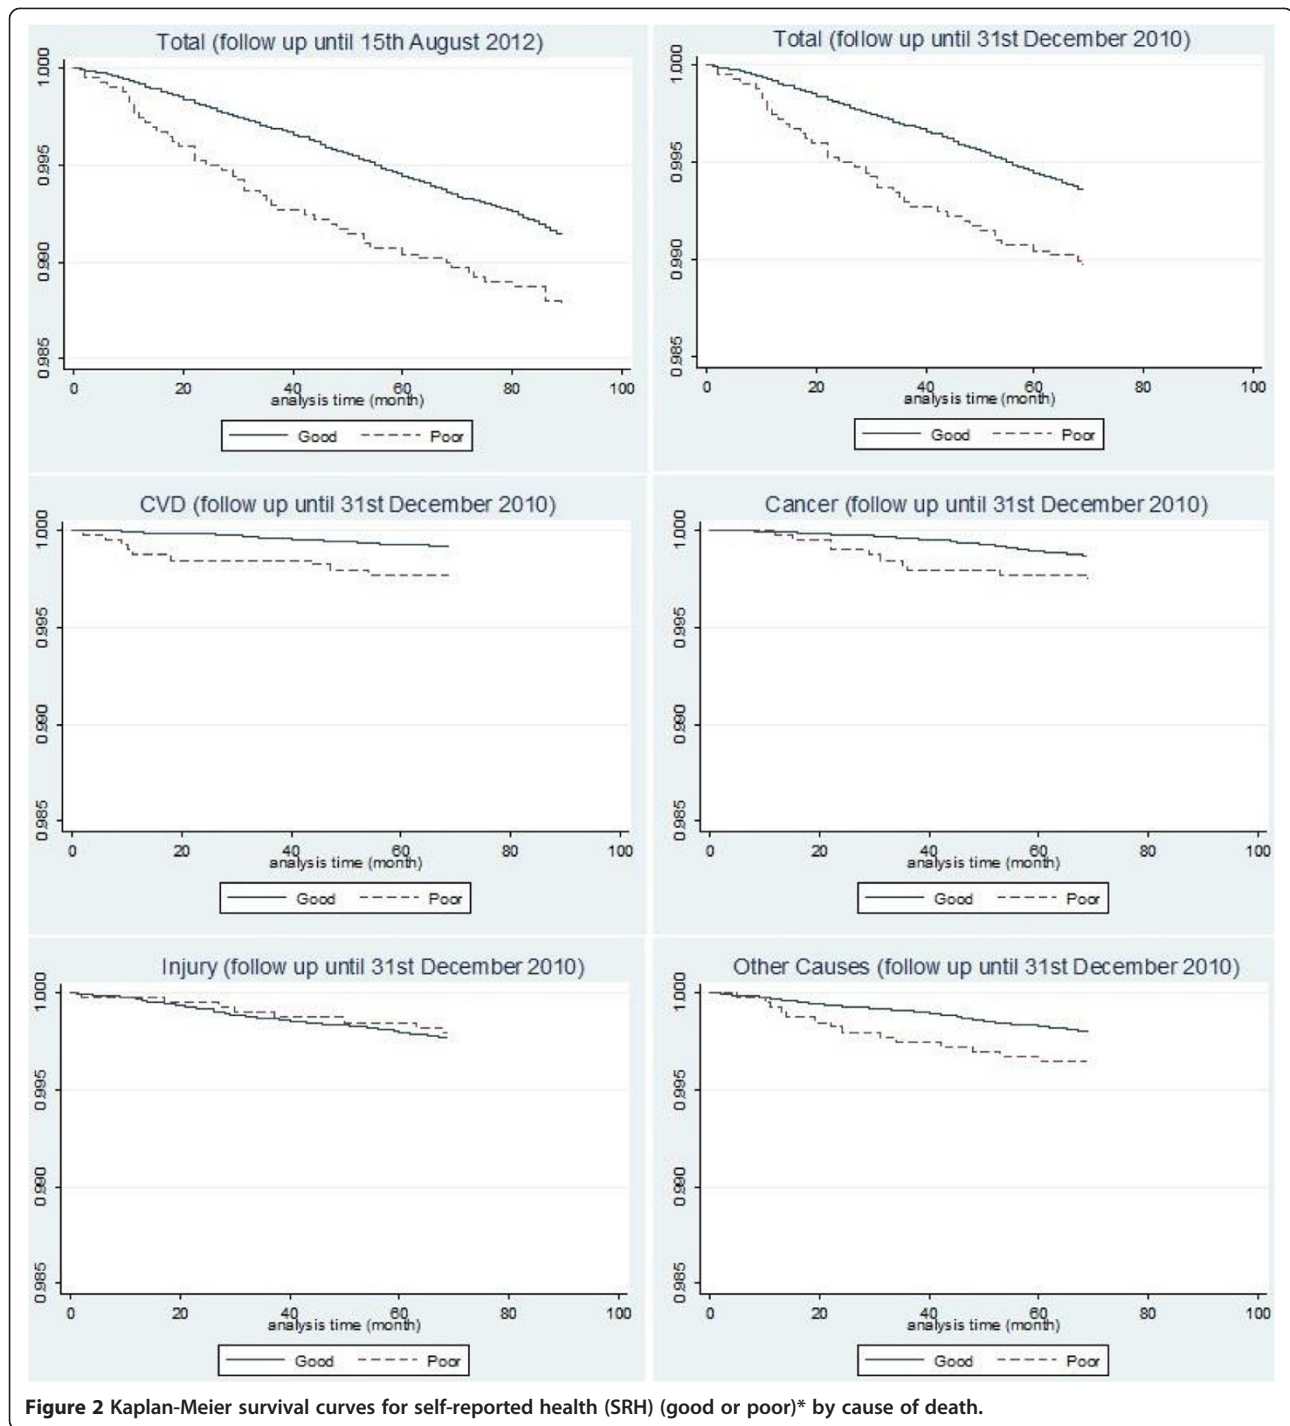 Total (follow up until 15th August 2012)
1.000
0.995
0.990
0.985
0 20 40 60 80 100
analysis time (month)
Good Poor
Total (follow up until 31st December 2010)
1.000
0.995
0.990
0.985
0 20 40 60 80 100
analysis time (month)
Good Poor
CVD (follow up until 31st December 2010)
1.000
0.995
0.990
0.985
0 20 40 60 80 100
analysis time (month)
Good Poor
Cancer (follow up until 31st December 2010)
1.000
0.995
0.990
0.985
0 20 40 60 80 100
analysis time (month)
Good Poor
Injury (follow up until 31st December 2010)
1.000
0.995
0.990
0.985
0 20 40 60 80 100
analysis time (month)
Good Poor
Other Causes (follow up until 31st December 2010)
1.000
0.995
0.990
0.985
0 20 40 60 80 100
analysis time (month)
Good Poor
Figure 2 Kaplan-Meier survival curves for self-reported health (SRH) (good or poor)* by cause of death.